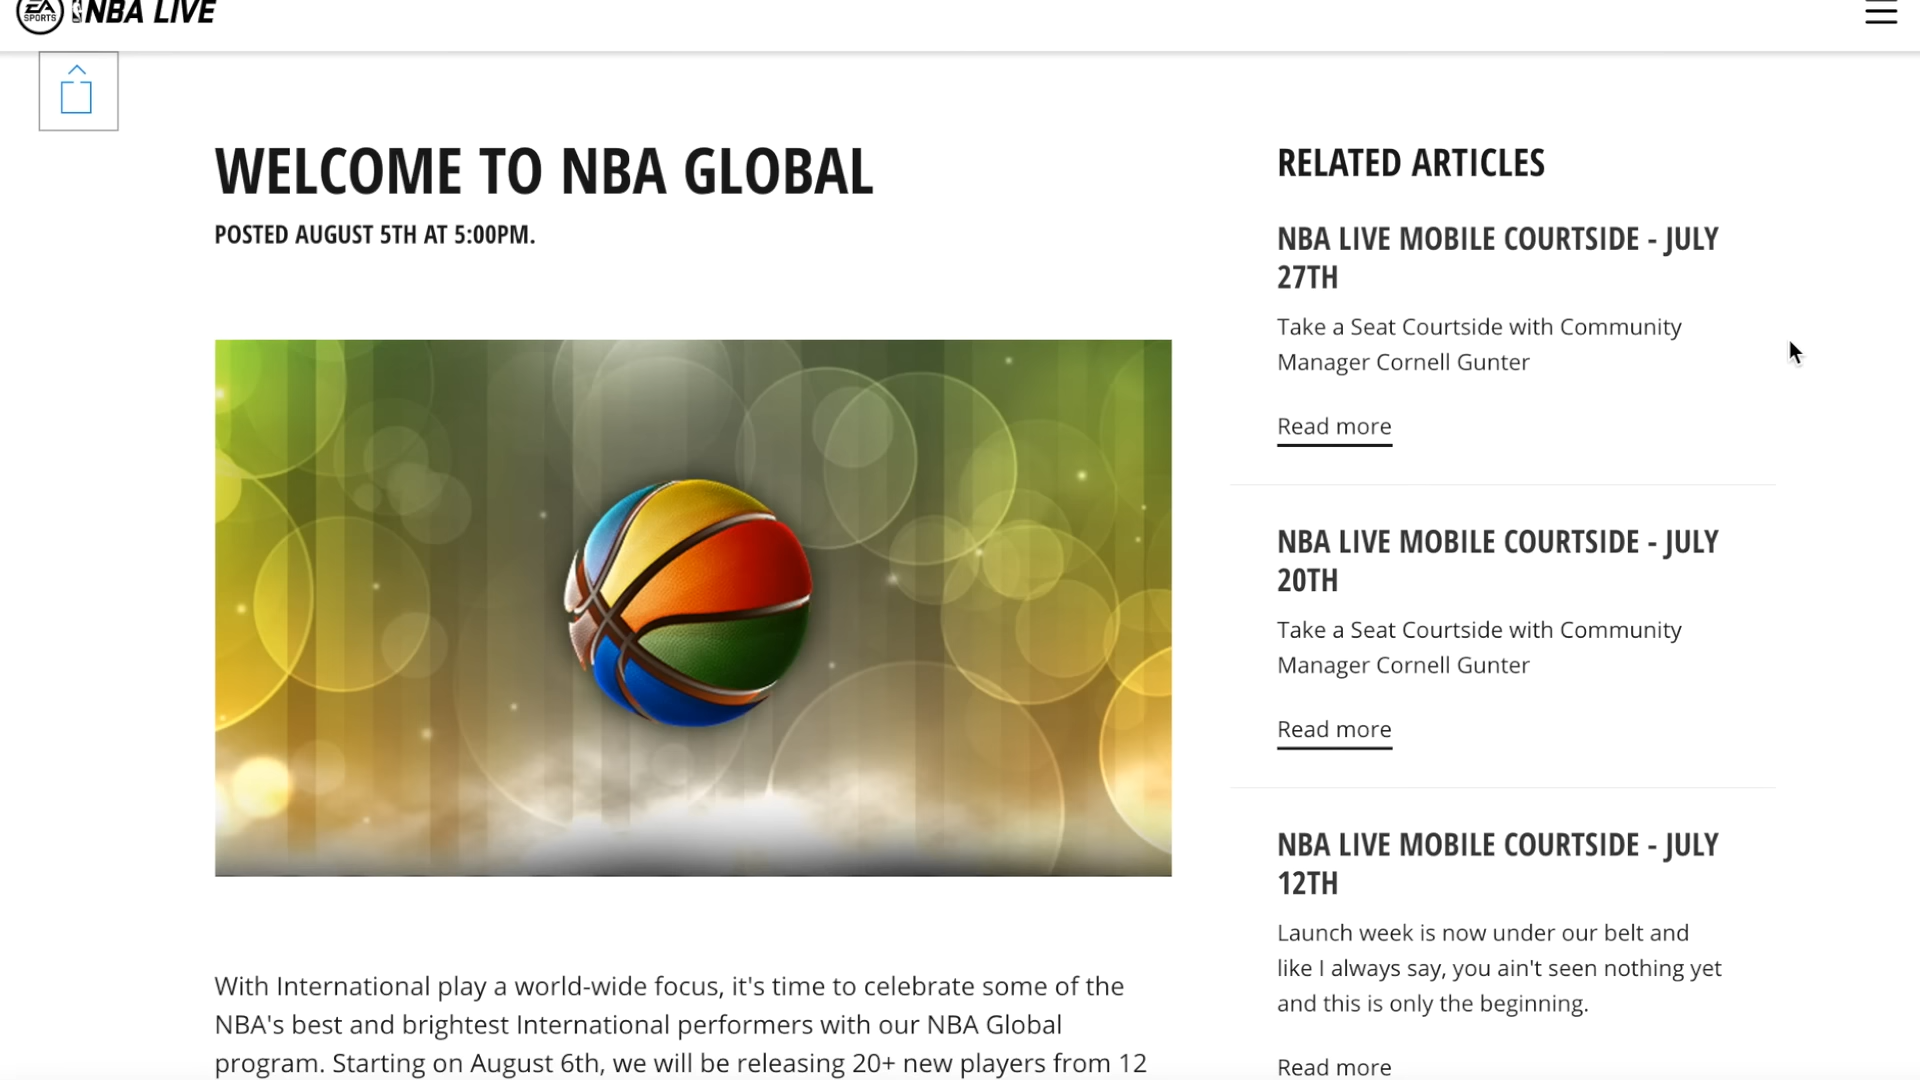 EA
SPORTS
NBA LIVE
WELCOME TO NBA GLOBAL
POSTED AUGUST 5TH AT 5:00PM.
With International play a world-wide focus, it's time to celebrate some of the
NBA's best and brightest International performers with our NBA Global
program. Starting on August 6th, we will be releasing 20+ new players from 12
RELATED ARTICLES
NBA LIVE MOBILE COURTSIDE - JULY
27TH
Take a Seat Courtside with Community
Manager Cornell Gunter
Read more
NBA LIVE MOBILE COURTSIDE - JULY
20TH
Take a Seat Courtside with Community
Manager Cornell Gunter
Read more
NBA LIVE MOBILE COURTSIDE - JULY
12TH
Launch week is now under our belt and
like I always say, you ain't seen nothing yet
and this is only the beginning.
Read more